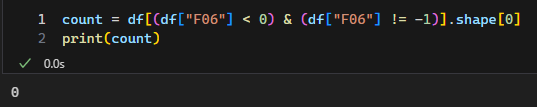 1 count = df[(df["F06"] < 0) & (df["F06"] != -1)].shape[0]
2 print(count)
0.0s
0